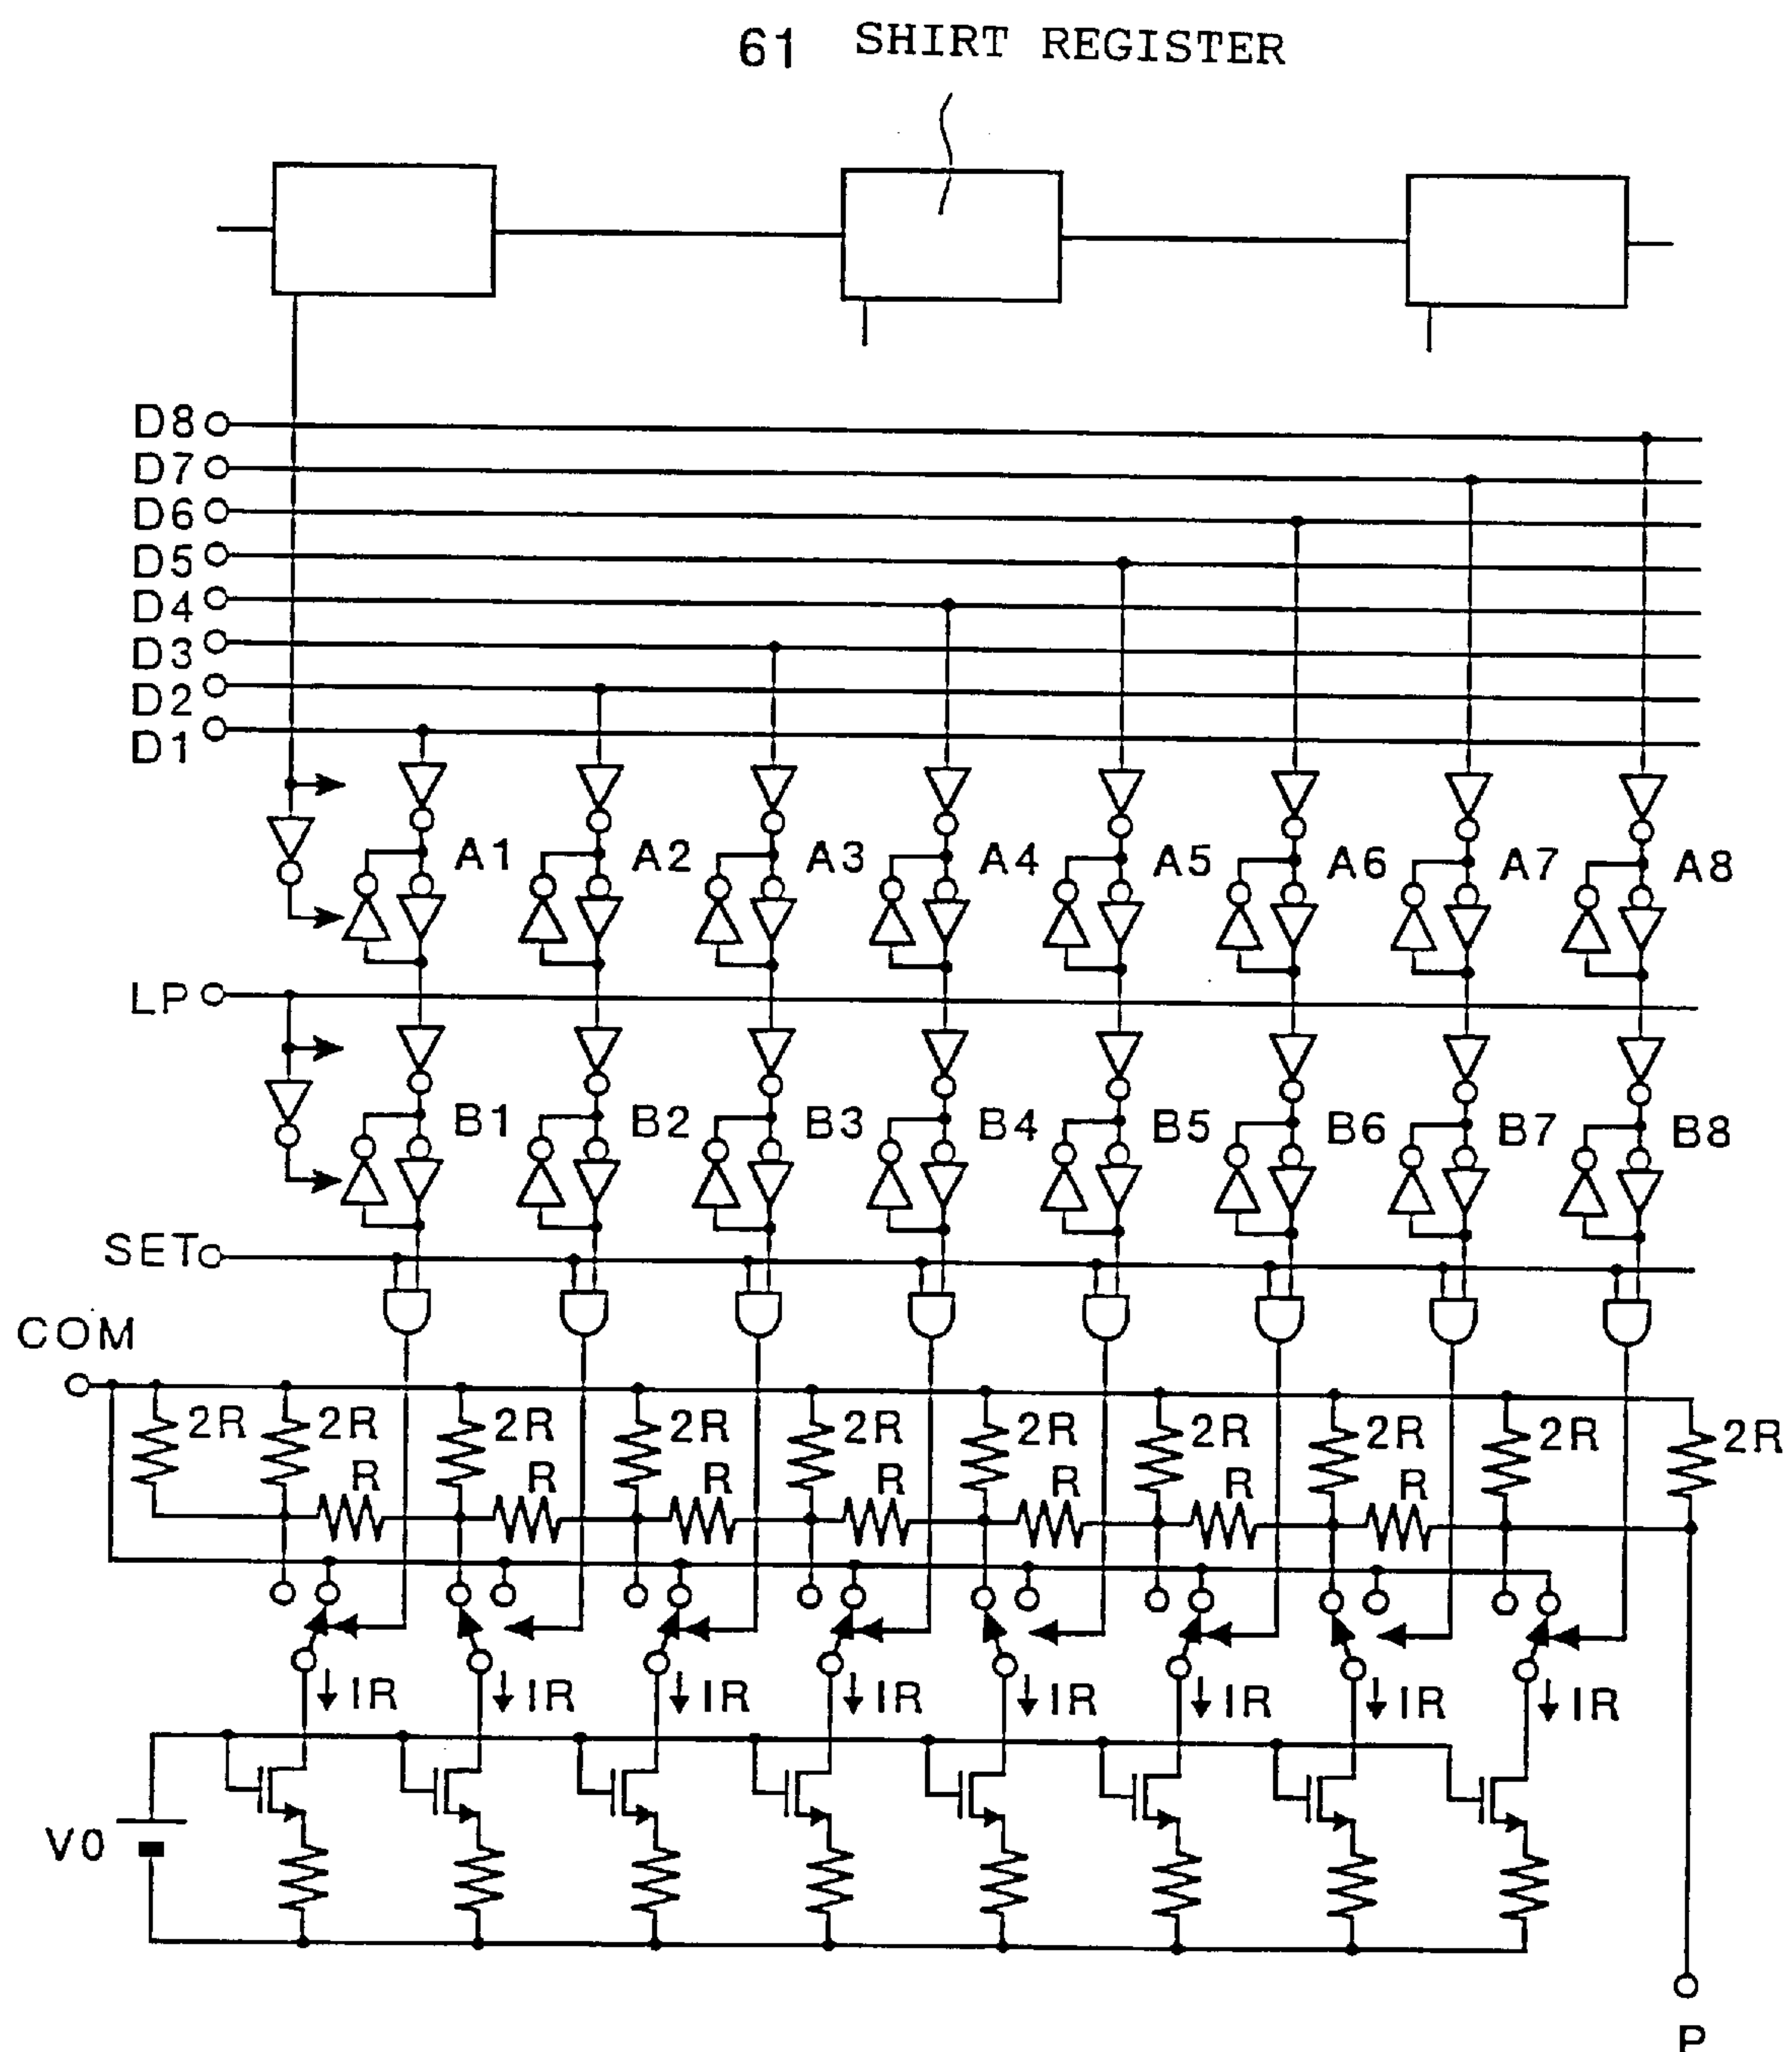 61 SHIRT REGISTER
D8
D7
D6
D5
D4
D3
D2
D1
A1 A2 A3 A4 A5 A6 A7 A8
LP
B1 B2 B3 B4 B5 B6 B7 B8
SET
COM
2R 2R 2R 2R 2R 2R 2R 2R 2R 2R
R R R R R R R
IR IR IR IR IR IR IR IR
V0
P